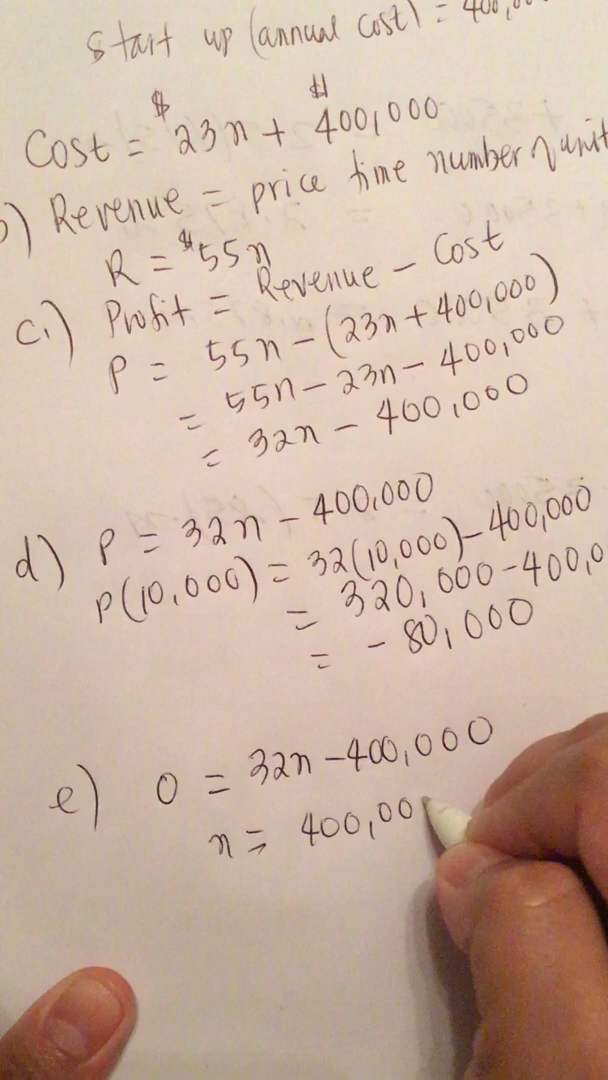 start up (annual cost) = 400,0
Cost = $23n + $400,000
b) Revenue = price time number of unit
R = $55n
c.) Profit = Revenue - Cost
P = 55n - (23n + 400,000)
= 55n - 23n - 400,000
= 32n - 400,000
d) P = 32n - 400,000
P(10,000) = 32(10,000) - 400,000
= 320,000 - 400,0
= - 80,000
e) 0 = 32n - 400,000
n = 400,00